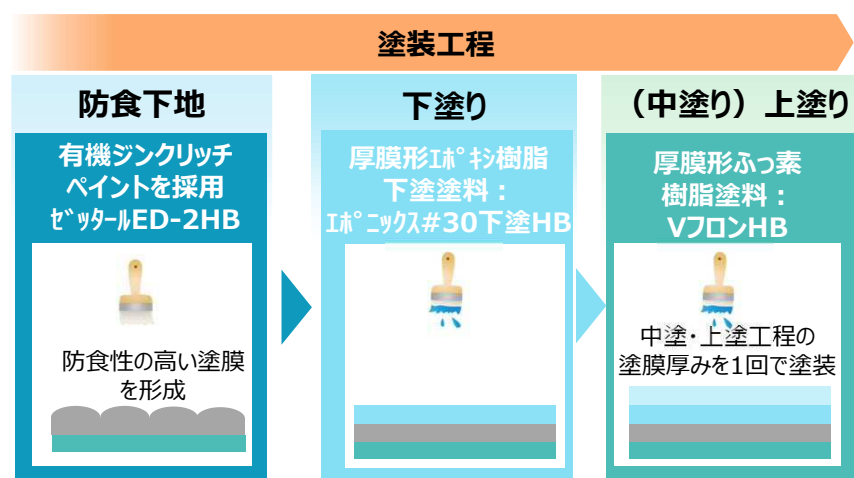 塗装工程
防食下地
有機ジンクリッチ
ペイントを採用
ｾﾞｯﾀｰﾙED-2HB
防食性の高い塗膜
を形成
下塗り
厚膜形ｴﾎﾟｷｼ樹脂
下塗塗料：
ｴﾎﾟﾆックス#30下塗HB
（中塗り）上塗り
厚膜形ふっ素
樹脂塗料：
VフロンHB
中塗・上塗工程の
塗膜厚みを1回で塗装